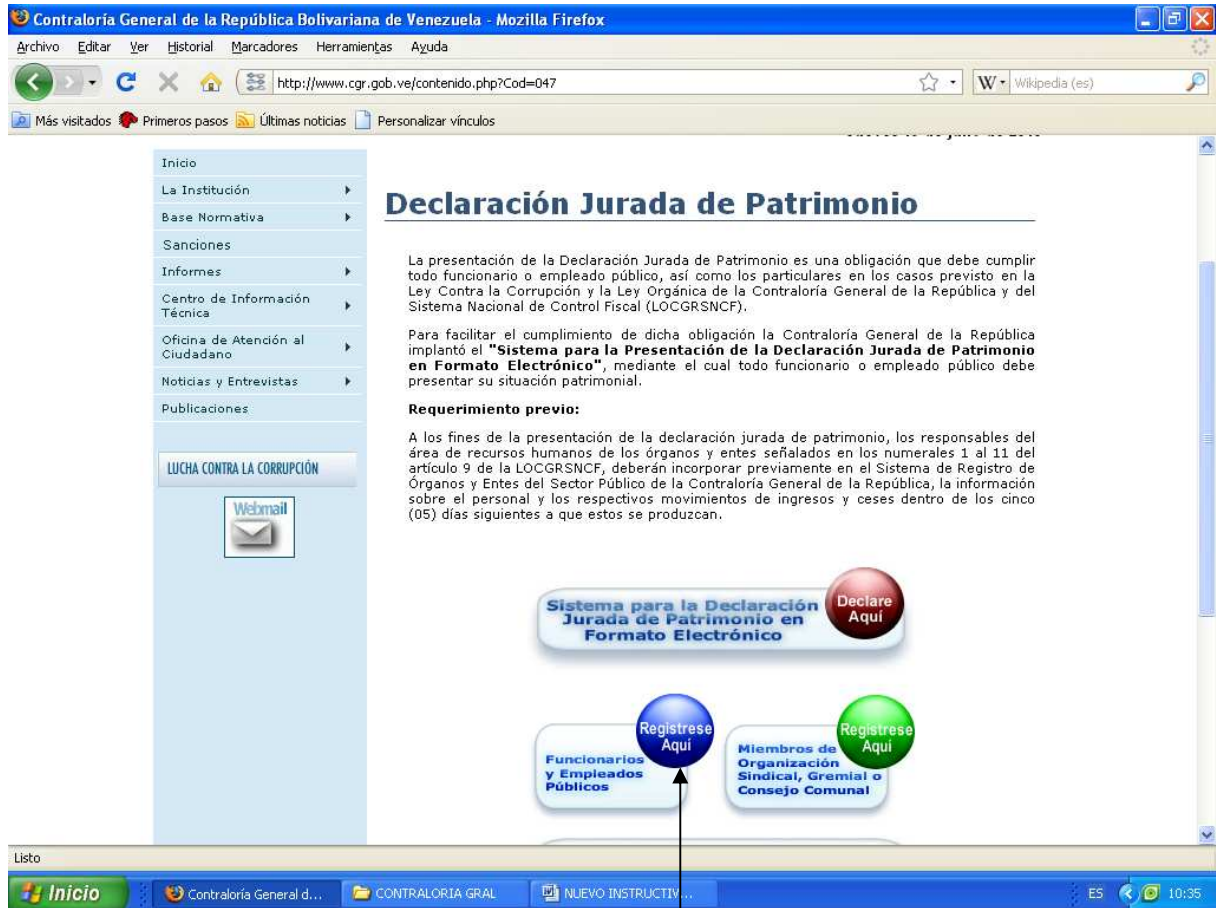 Contraloría General de la República Bolivariana de Venezuela - Mozilla Firefox
Archivo Editar Ver Historial Marcadores Herramientas Ayuda
http://www.cgr.gob.ve/contenido.php?Cod=047
W Wikipedia (es)
Más visitados Primeros pasos Últimas noticias Personalizar vínculos
Inicio
La Institución
Base Normativa
Sanciones
Informes
Centro de Información
Técnica
Oficina de Atención al
Ciudadano
Noticias y Entrevistas
Publicaciones
LUCHA CONTRA LA CORRUPCIÓN
Webmail
Declaración Jurada de Patrimonio
La presentación de la Declaración Jurada de Patrimonio es una obligación que debe cumplir
todo funcionario o empleado público, así como los particulares en los casos previsto en la
Ley Contra la Corrupción y la Ley Orgánica de la Contraloría General de la República y del
Sistema Nacional de Control Fiscal (LOCGRSNCF).
Para facilitar el cumplimiento de dicha obligación la Contraloría General de la República
implantó el "Sistema para la Presentación de la Declaración Jurada de Patrimonio
en Formato Electrónico", mediante el cual todo funcionario o empleado público debe
presentar su situación patrimonial.
Requerimiento previo:
A los fines de la presentación de la declaración jurada de patrimonio, los responsables del
área de recursos humanos de los órganos y entes señalados en los numerales 1 al 11 del
artículo 9 de la LOCGRSNCF, deberán incorporar previamente en el Sistema de Registro de
Órganos y Entes del Sector Público de la Contraloría General de la República, la información
sobre el personal y los respectivos movimientos de ingresos y ceses dentro de los cinco
(05) días siguientes a que estos se produzcan.
Sistema para la Declaración
Jurada de Patrimonio en
Formato Electrónico
Declare
Aquí
Registrese
Aquí
Funcionarios
y Empleados
Públicos
Registrese
Aquí
Miembros de
Organización
Sindical, Gremial o
Consejo Comunal
Listo
Inicio
Contraloría General d...
CONTRALORIA GRAL
NUEVO INSTRUCTIV...
ES
10:35